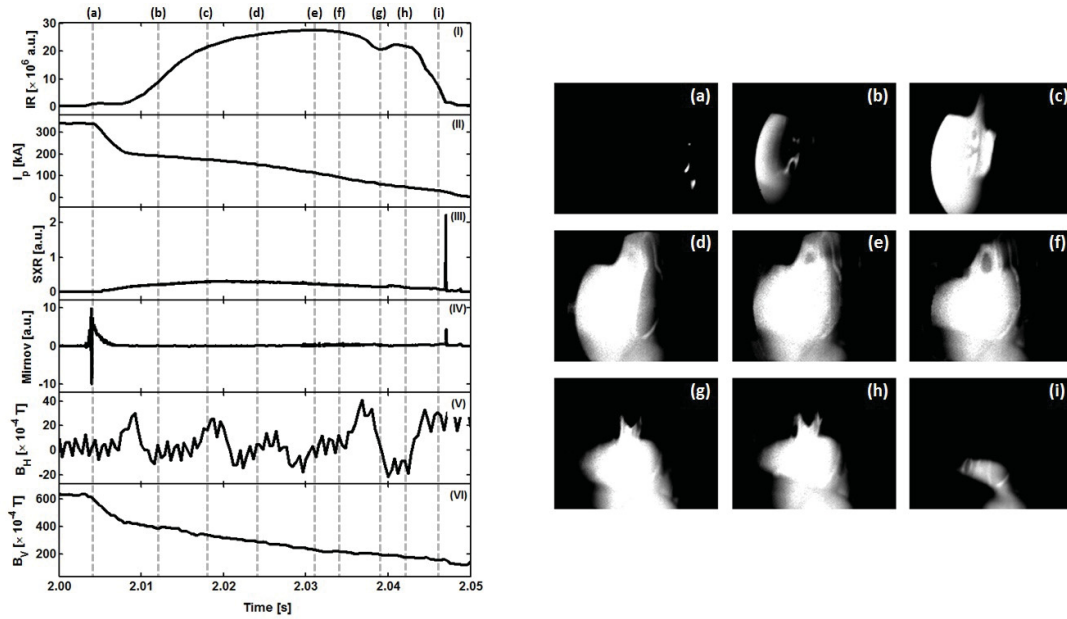 (a) (b) (c) (d) (e) (f) (g) (h) (i)
(I)
30
20
10
0
IR [× 10⁶ a.u.]
(II)
300
200
100
0
Iₚ [kA]
(III)
2
1
0
SXR [a.u.]
(IV)
10
0
-10
Mirnov [a.u.]
(V)
40
20
0
-20
B_H [× 10⁻⁴ T]
(VI)
600
400
200
B_V [× 10⁻⁴ T]
2.00 2.01 2.02 2.03 2.04 2.05
Time [s]
(a) (b) (c)
(d) (e) (f)
(g) (h) (i)